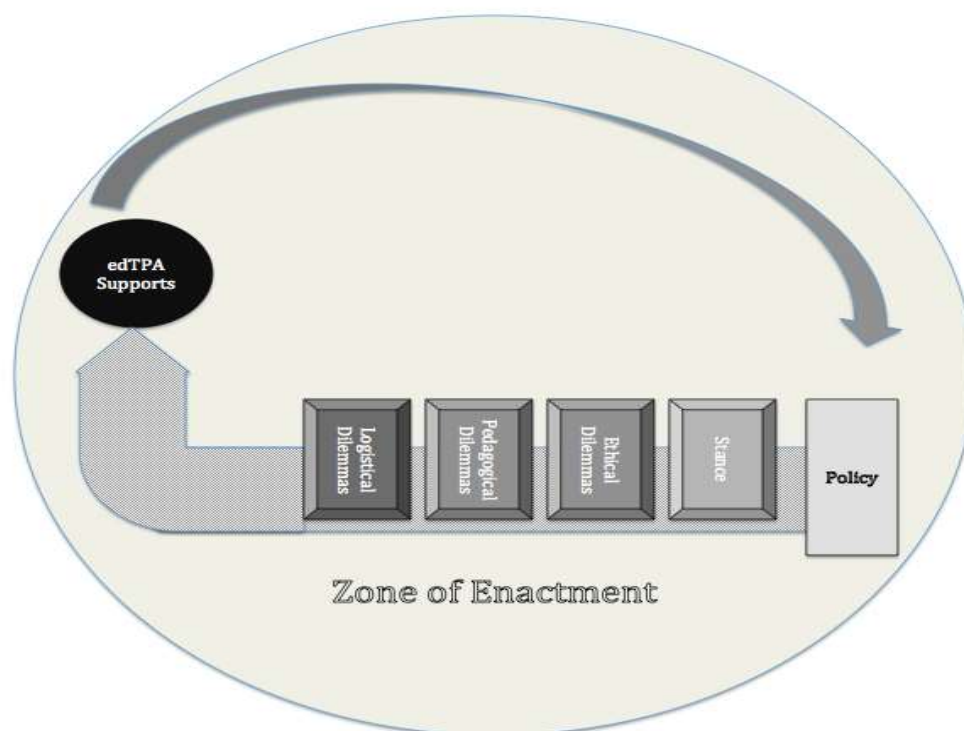 edTPA
Supports
Logistical
Dilemmas
Pedagogical
Dilemmas
Ethical
Dilemmas
Stance
Policy
Zone of Enactment